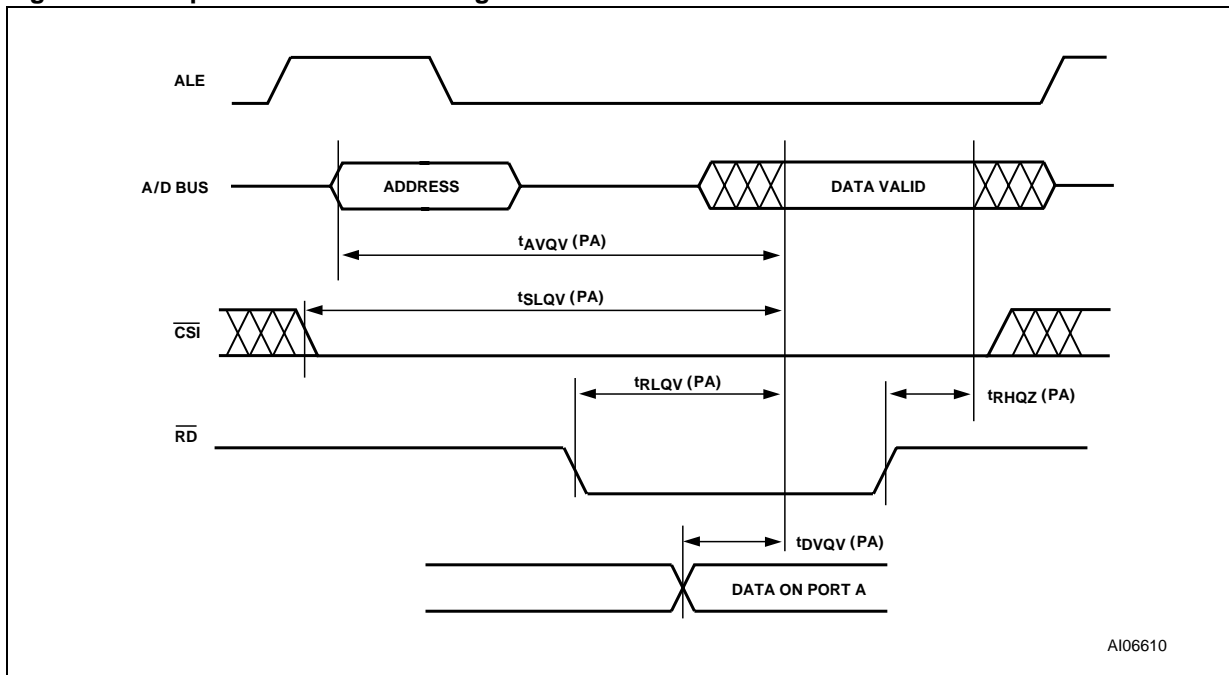 ALE
A/D BUS
ADDRESS
DATA VALID
tAVQV (PA)
tSLQV (PA)
CSI
tRLQV (PA)
tRHQZ (PA)
RD
tDVQV (PA)
DATA ON PORT A
AI06610